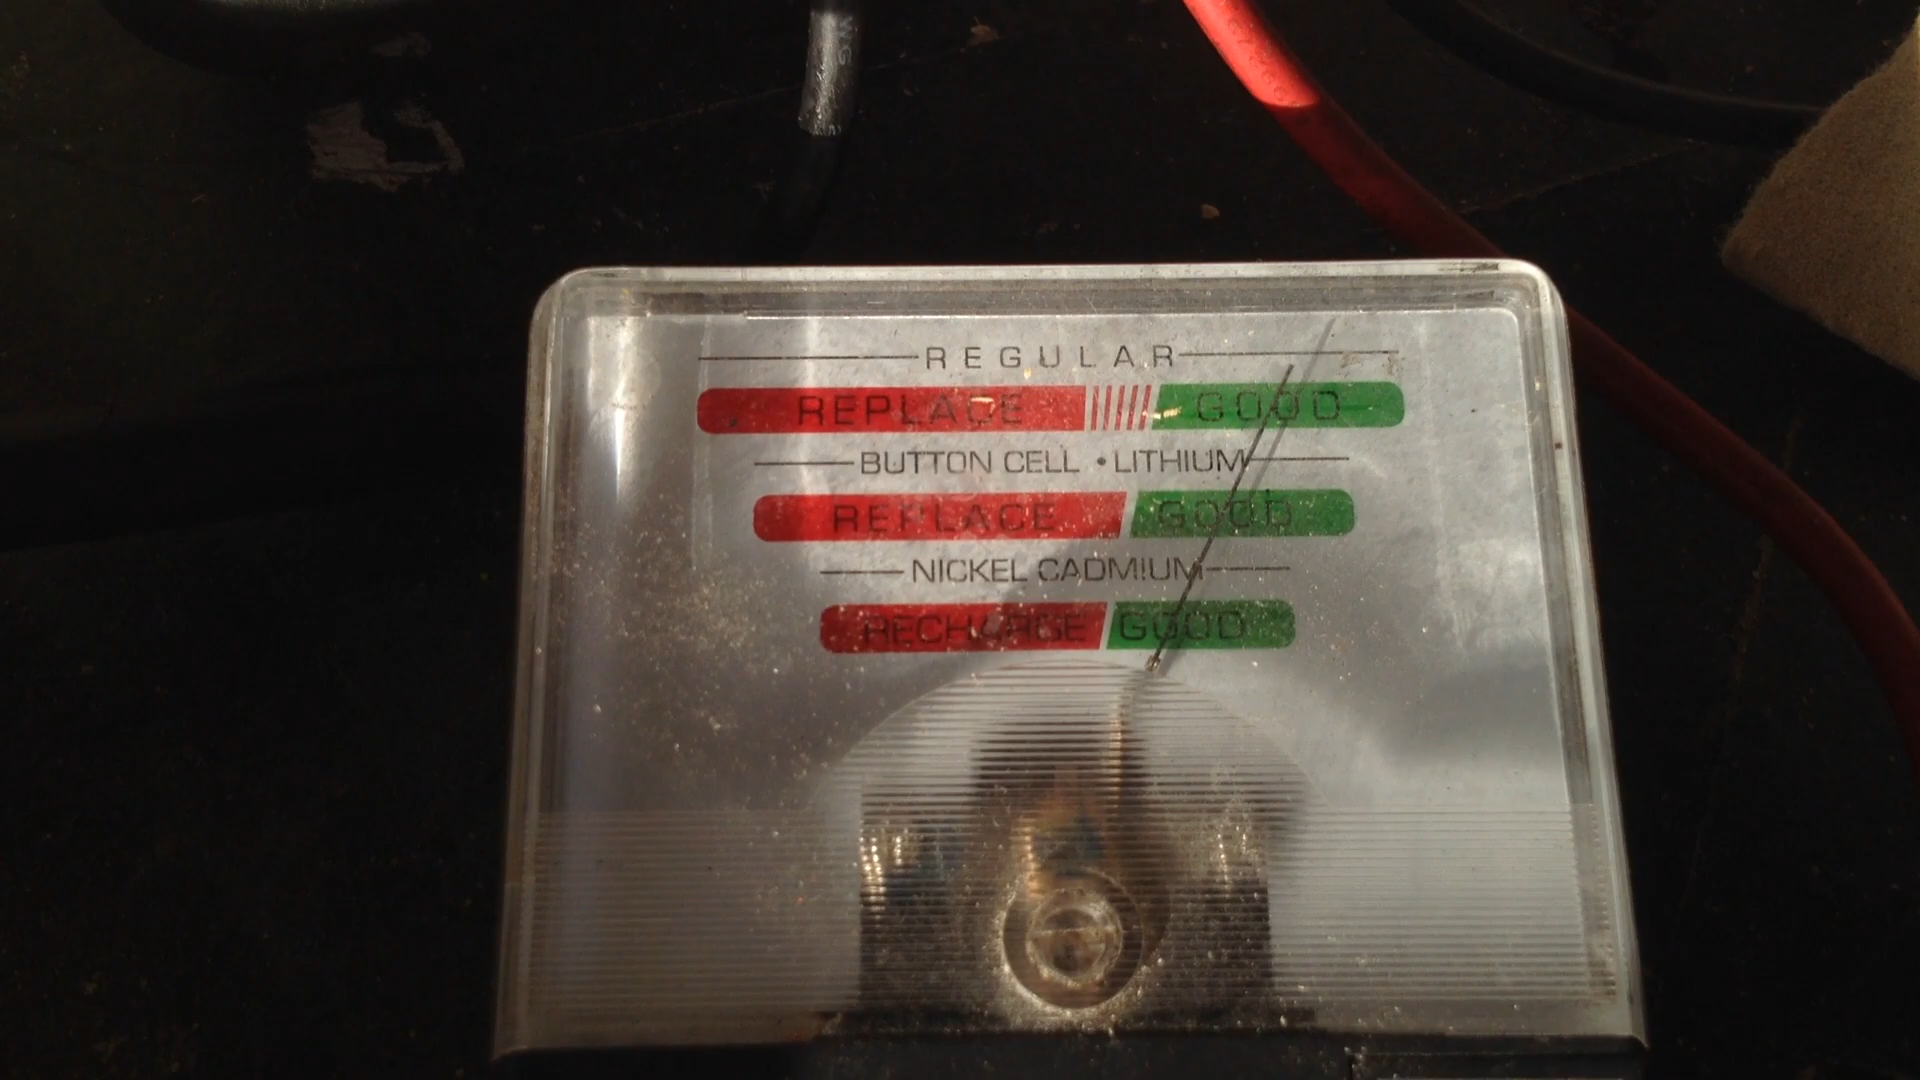 REGULAR
REPLACE GOOD
BUTTON CELL • LITHIUM
REPLACE GOOD
NICKEL CADMIUM
RECHARGE GOOD